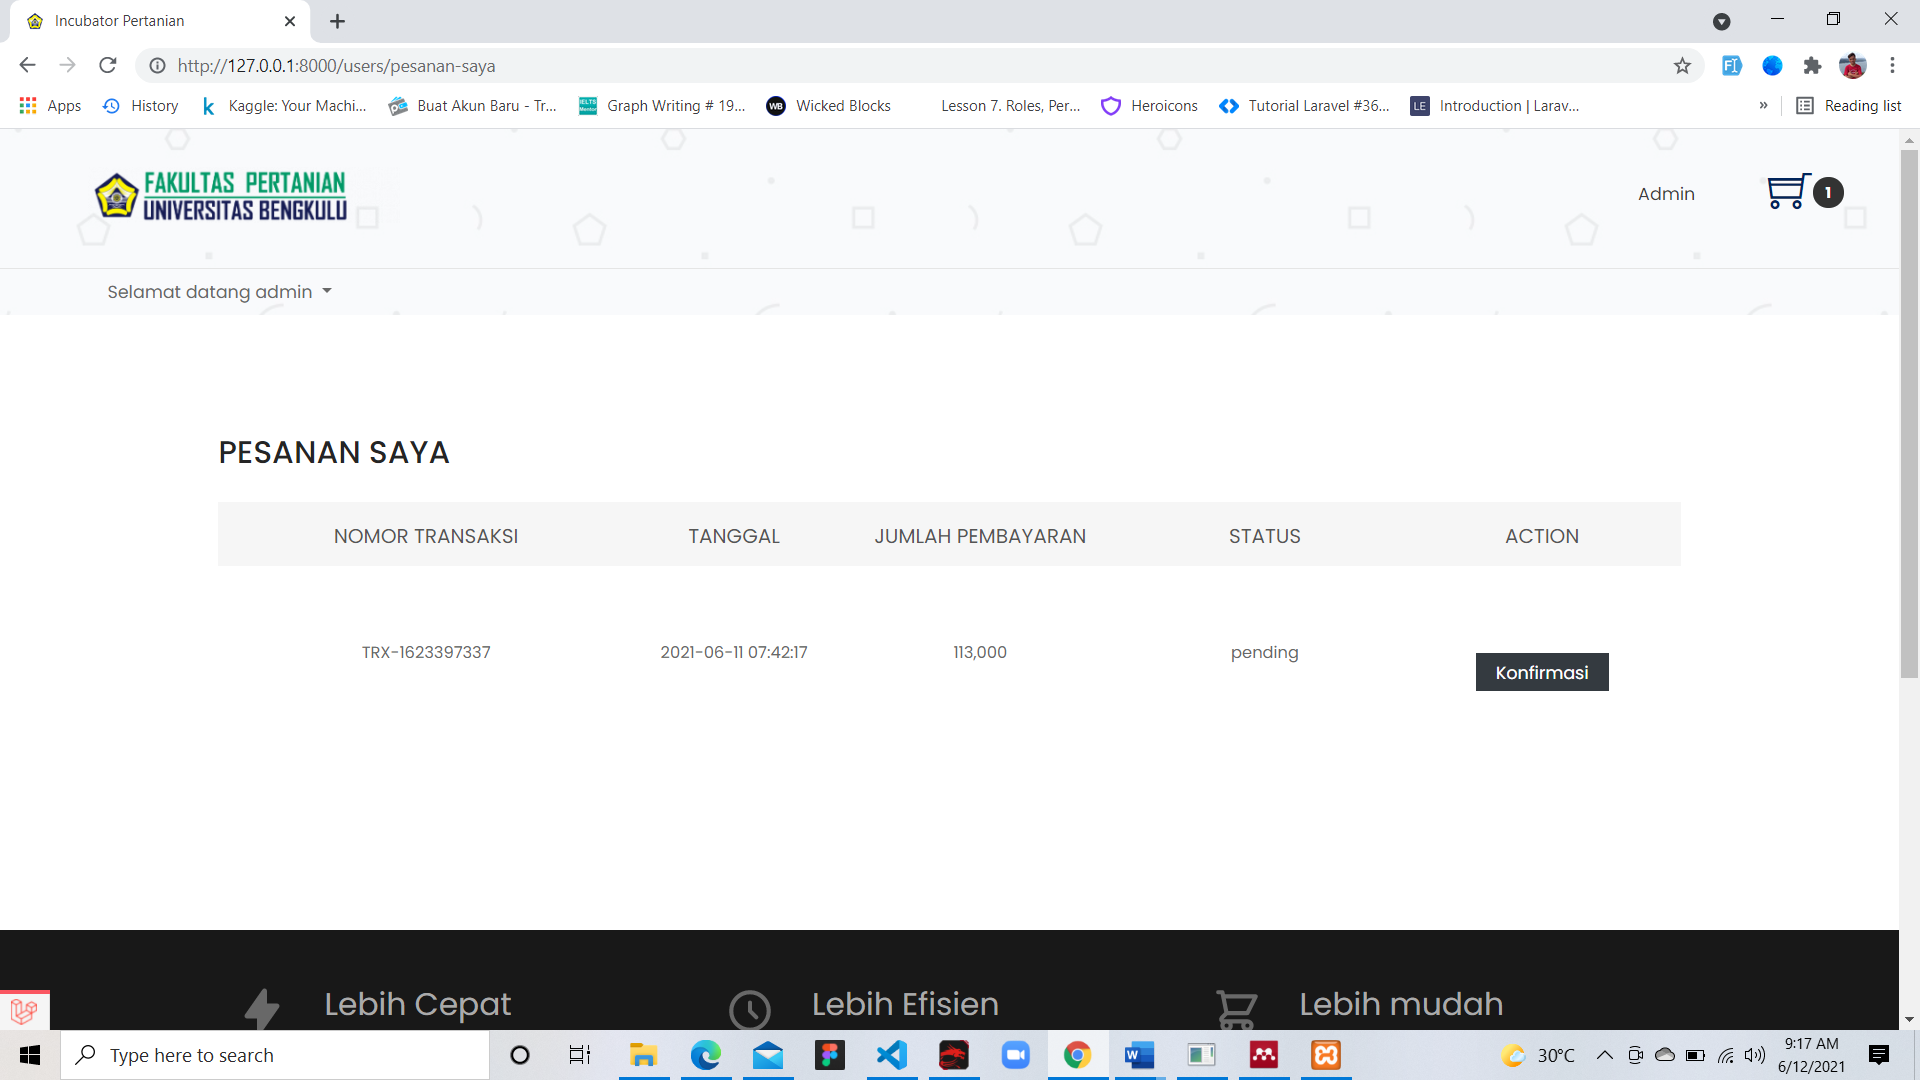 Incubator Pertanian
http://127.0.0.1:8000/users/pesanan-saya
Apps History Kaggle: Your Machi... Buat Akun Baru - Tr... IELTS Mentor Graph Writing # 19... WB Wicked Blocks Lesson 7. Roles, Per... Heroicons Tutorial Laravel #36... LE Introduction | Larav... » Reading list
FAKULTAS PERTANIAN
UNIVERSITAS BENGKULU
Admin 1
Selamat datang admin
PESANAN SAYA
NOMOR TRANSAKSI TANGGAL JUMLAH PEMBAYARAN STATUS ACTION
TRX-1623397337 2021-06-11 07:42:17 113,000 pending Konfirmasi
Lebih Cepat Lebih Efisien Lebih mudah
Type here to search 30°C 9:17 AM
6/12/2021